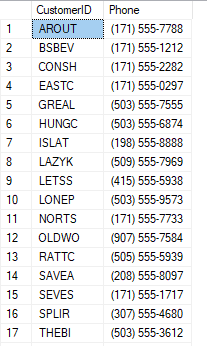 CustomerID Phone
1 AROUT (171) 555-7788
2 BSBEV (171) 555-1212
3 CONSH (171) 555-2282
4 EASTC (171) 555-0297
5 GREAL (503) 555-7555
6 HUNGC (503) 555-6874
7 ISLAT (198) 555-8888
8 LAZYK (509) 555-7969
9 LETSS (415) 555-5938
10 LONEP (503) 555-9573
11 NORTS (171) 555-7733
12 OLDWO (907) 555-7584
13 RATTC (505) 555-5939
14 SAVEA (208) 555-8097
15 SEVES (171) 555-1717
16 SPLIR (307) 555-4680
17 THEBI (503) 555-3612